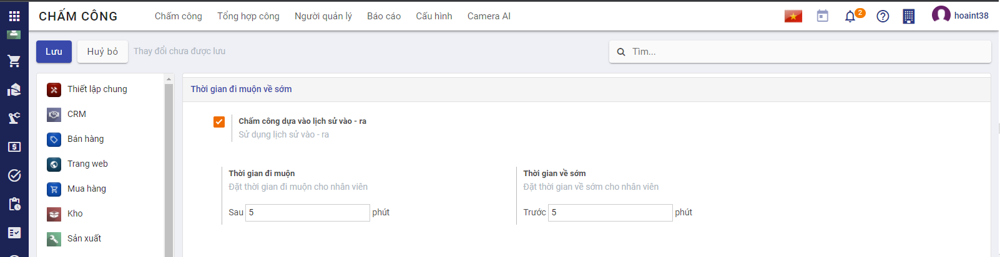 CHẤM CÔNG
Chấm công Tổng hợp công Người quản lý Báo cáo Cấu hình Camera AI
2
hoaint38
Lưu Huỷ bỏ Thay đổi chưa được lưu
Tìm...
Thiết lập chung
CRM
Bán hàng
Trang web
Mua hàng
Kho
Sản xuất
Thời gian đi muộn về sớm
Chấm công dựa vào lịch sử vào - ra
Sử dụng lịch sử vào - ra
Thời gian đi muộn
Đặt thời gian đi muộn cho nhân viên
Sau 5 phút
Thời gian về sớm
Đặt thời gian về sớm cho nhân viên
Trước 5 phút